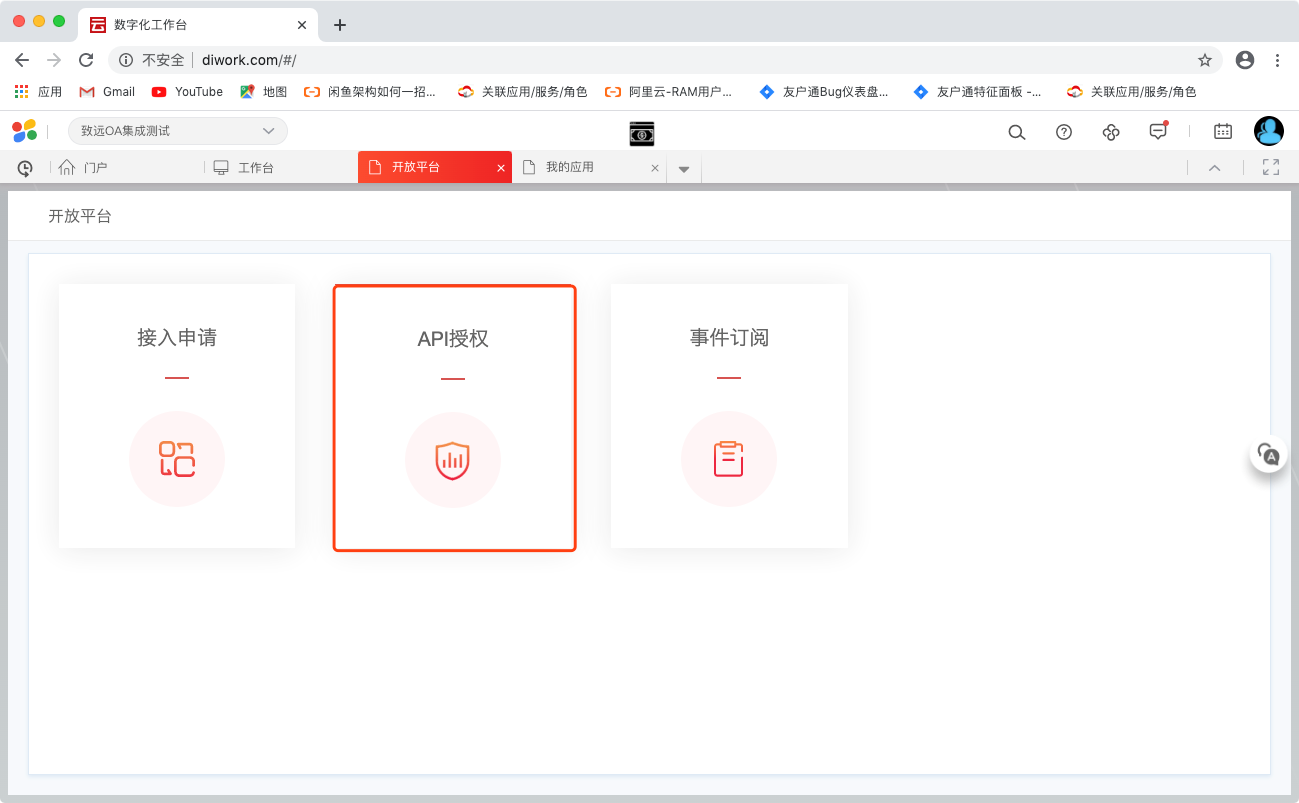 数字化工作台
不安全 diwork.com/#/
应用 Gmail YouTube 地图 闲鱼架构如何一招... 关联应用/服务/角色 阿里云-RAM用户... 友户通Bug仪表盘... 友户通特征面板 -... 关联应用/服务/角色
致远OA集成测试
门户 工作台 开放平台 我的应用
开放平台
接入申请 API授权 事件订阅